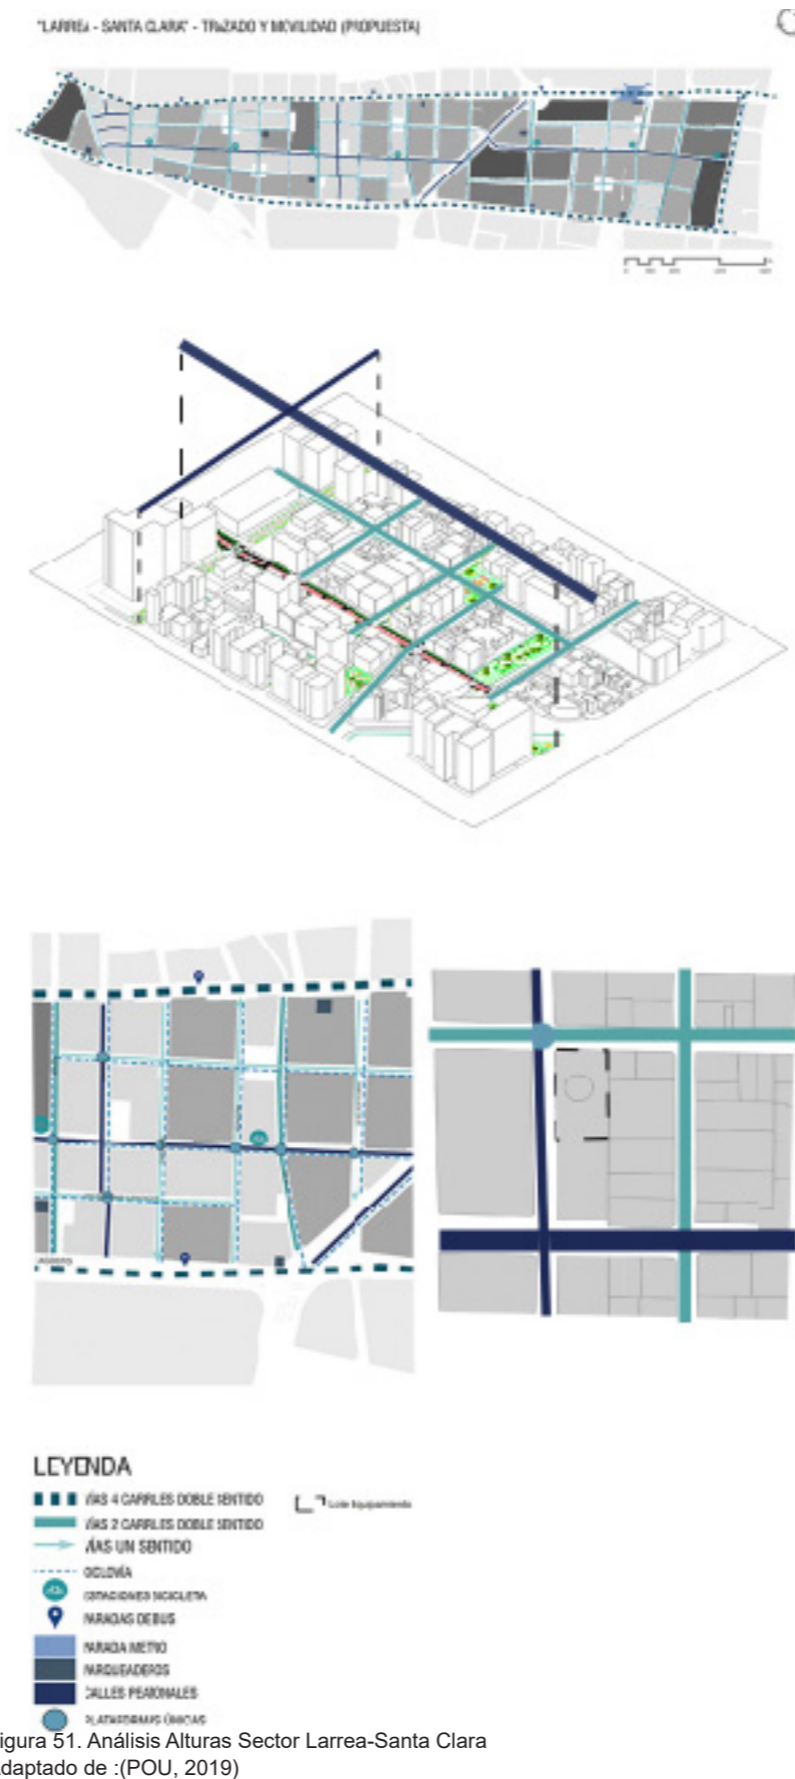 "LARREA - SANTA CLARA" - TRAZADO Y MOVILIDAD (PROPUESTA)
LEYENDA
VÍAS 4 CARRILES DOBLE SENTIDO
Lote Equipamiento
VÍAS 2 CARRILES DOBLE SENTIDO
VÍAS UN SENTIDO
CICLOVÍA
ESTACIONES BICICLETA
PARADAS DE BUS
PARADA METRO
PARQUEADEROS
CALLES PEATONALES
PLATAFORMAS ÚNICAS
igura 51. Análisis Alturas Sector Larrea-Santa Clara
daptado de :(POU, 2019)